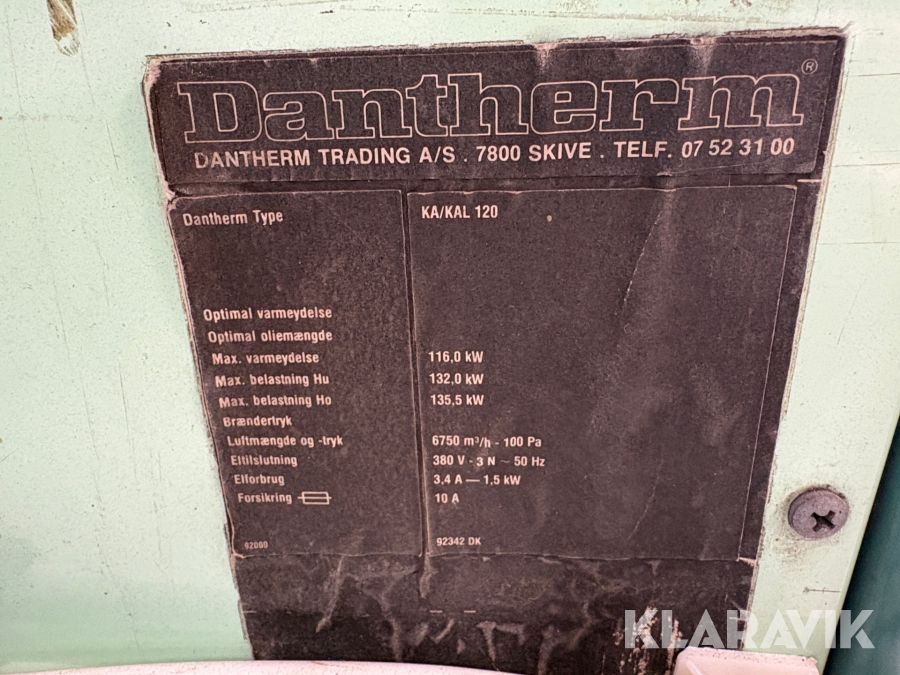 Dantherm®
DANTHERM TRADING A/S . 7800 SKIVE . TELF. 07 52 31 00
Dantherm Type KA/KAL 120
Optimal varmeydelse
Optimal oliemængde
Max. varmeydelse 116,0 kW
Max. belastning Hu 132,0 kW
Max. belastning Ho 135,5 kW
Brændertryk
Luftmængde og -tryk 6750 m³/h - 100 Pa
Eltilslutning 380 V - 3 N ~ 50 Hz
Elforbrug 3,4 A — 1,5 kW
Forsikring 10 A
92000 92342 DK
KLARAVIK